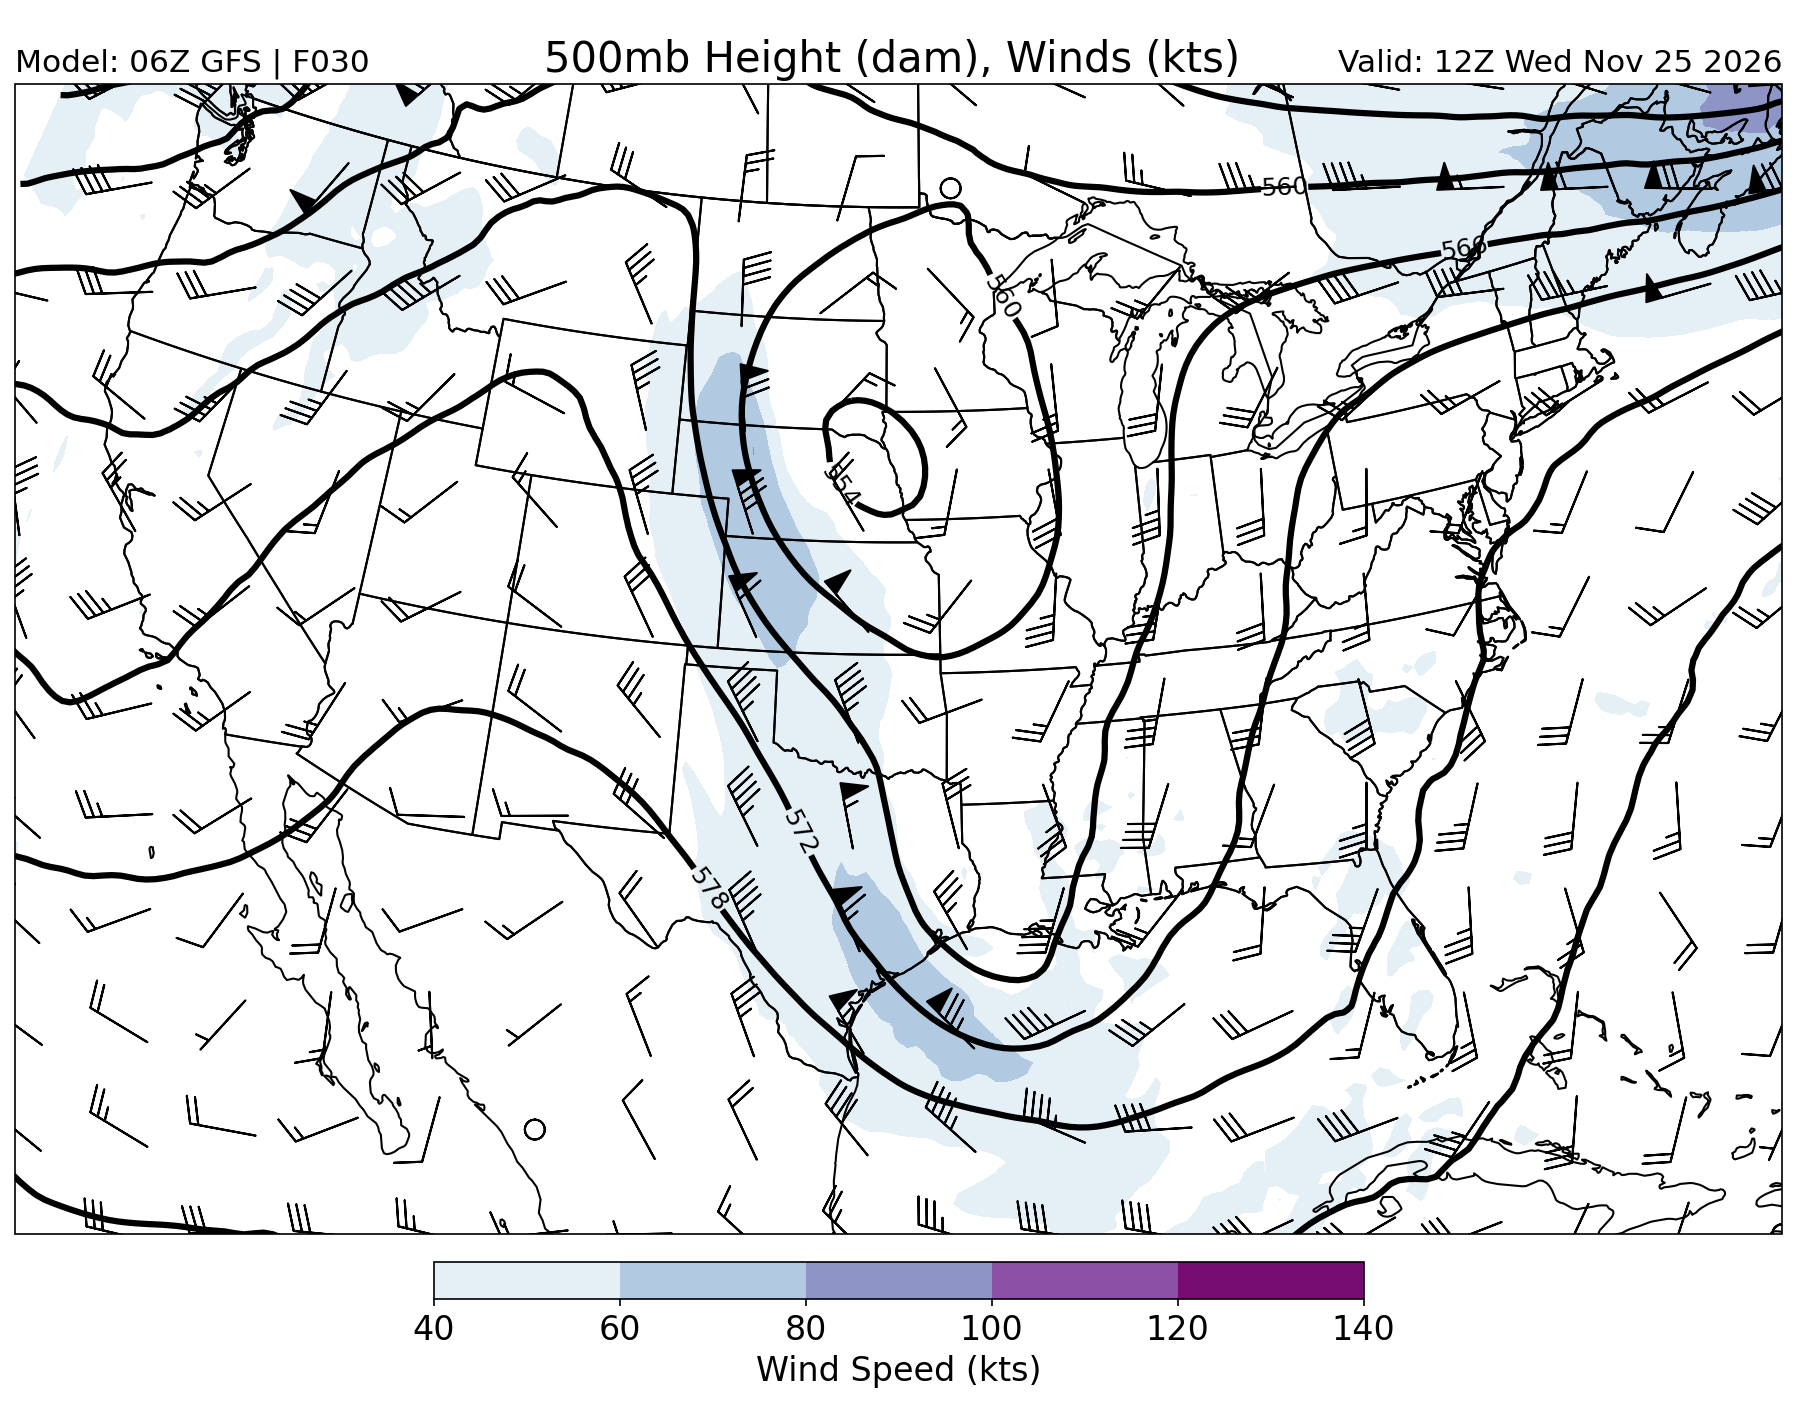 Model: 06Z GFS | F030
500mb Height (dam), Winds (kts)
Valid: 12Z Wed Nov 25 2026
560
566
560
554
572
578
40 60 80 100 120 140
Wind Speed (kts)